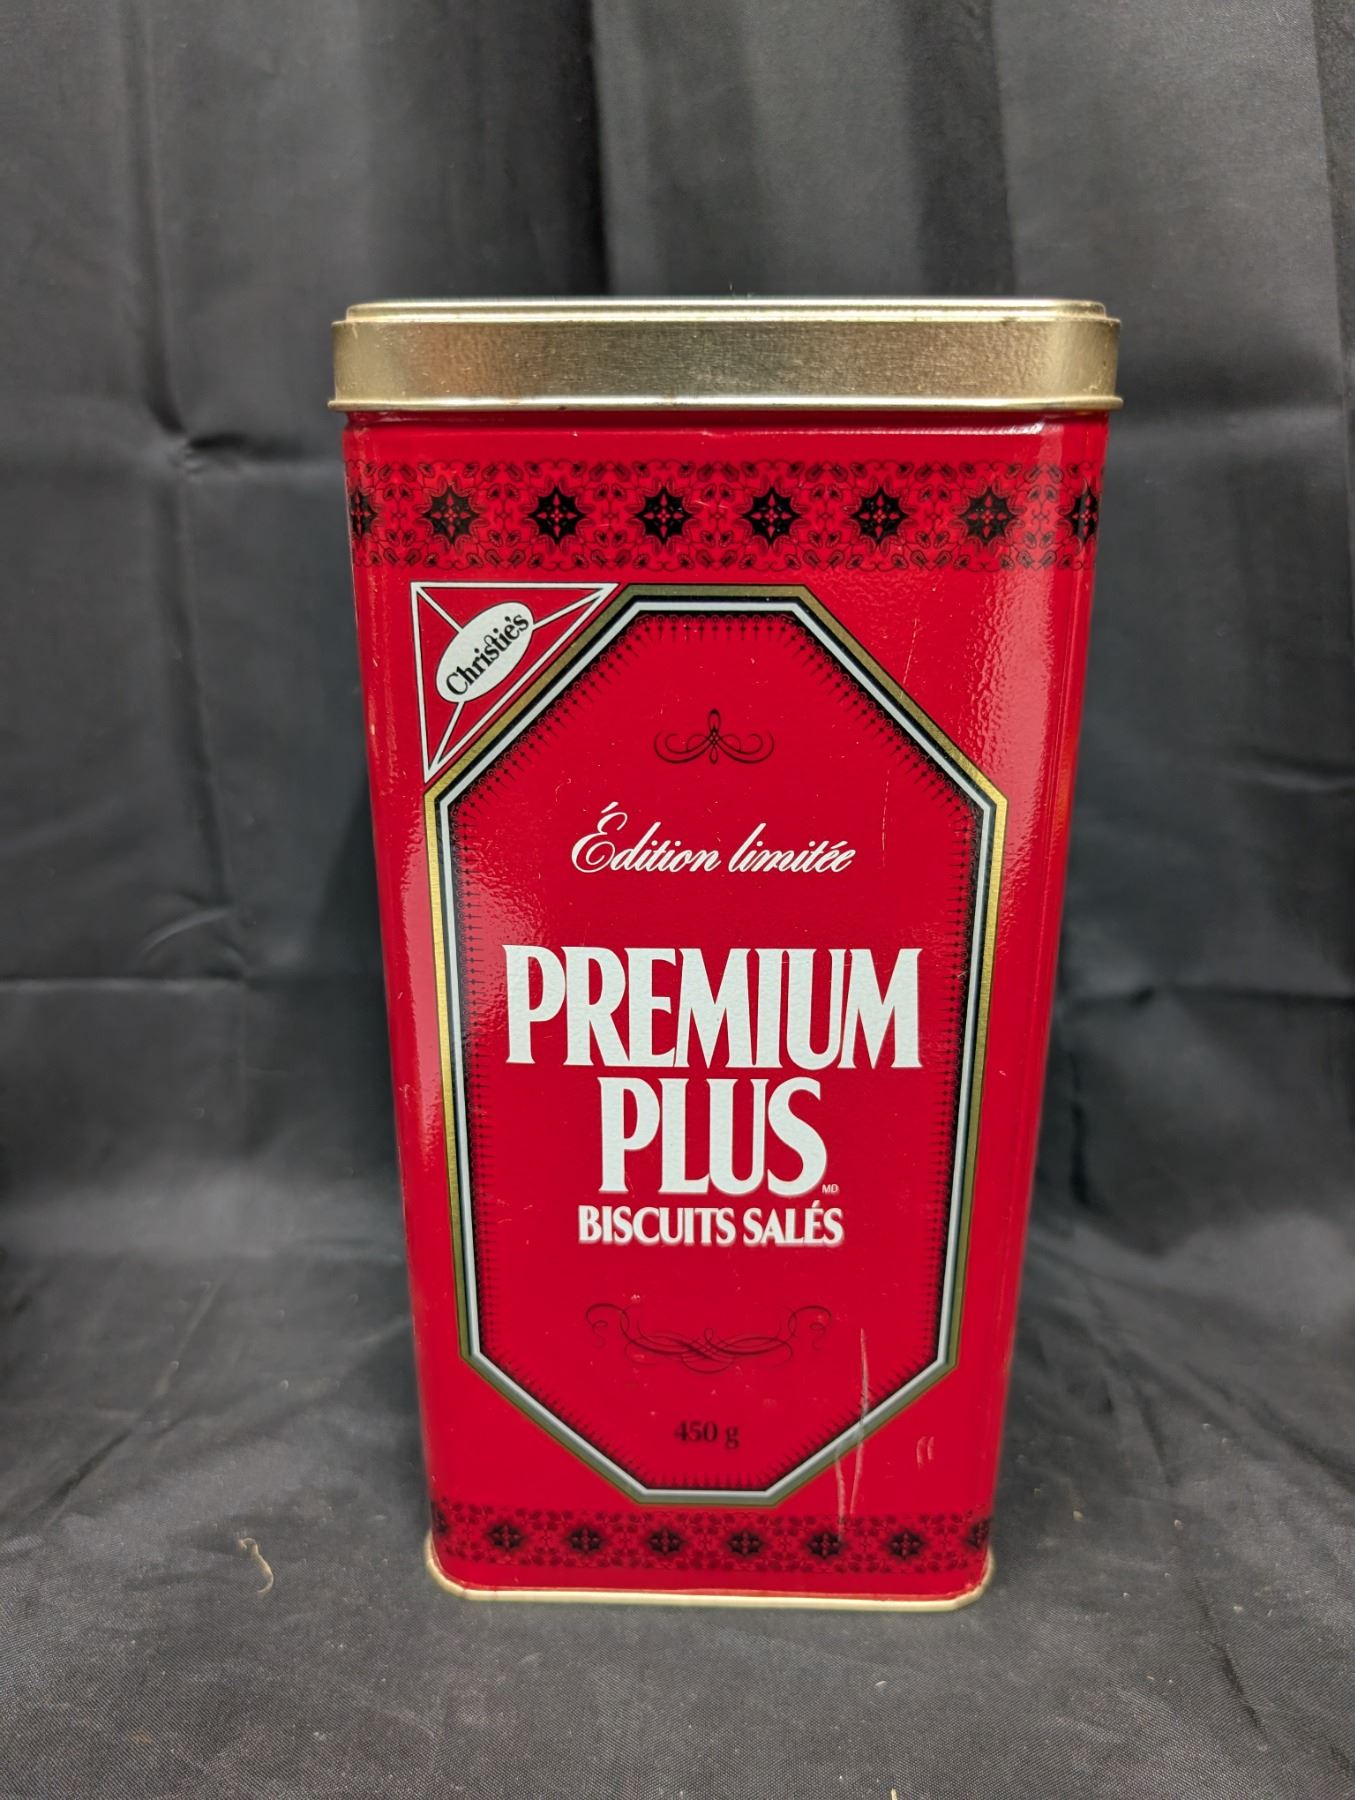 Christie's
Édition limitée
PREMIUM
PLUS MD
BISCUITS SALÉS
450 g